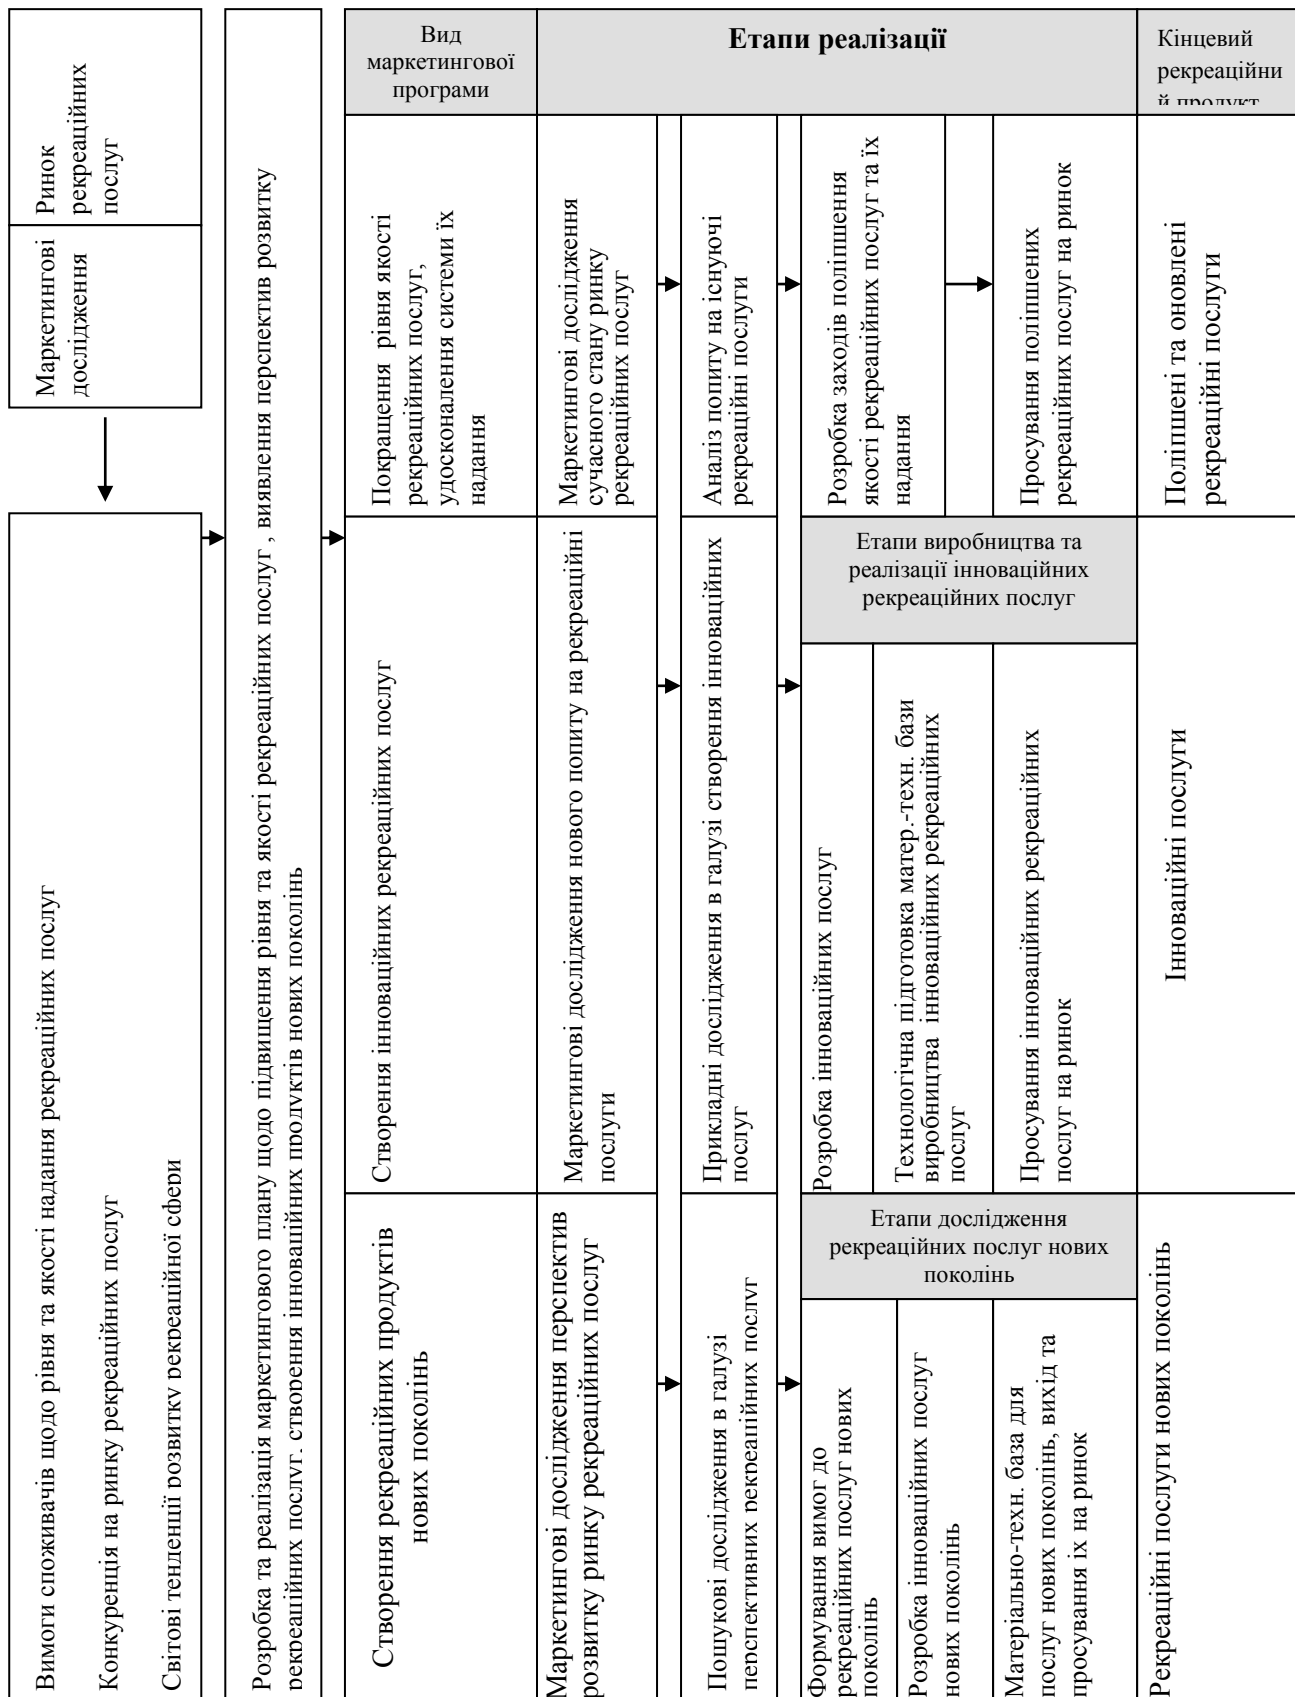 Ринок
рекреаційних
послуг
Маркетингові
дослідження
Вимоги споживачів щодо рівня та якості надання рекреаційних послуг
Конкуренція на ринку рекреаційних послуг
Світові тенденції розвитку рекреаційної сфери
Розробка та реалізація маркетингового плану щодо підвищення рівня та якості рекреаційних послуг , виявлення перспектив розвитку
рекреаційних послуг, створення інноваційних продуктів нових поколінь
Вид
маркетингової
програми
Етапи реалізації
Кінцевий
рекреаційни
й продукт
Покращення рівня якості
рекреаційних послуг,
удосконалення системи їх
надання
Маркетингові дослідження
сучасного стану ринку
рекреаційних послуг
Аналіз попиту на існуючі
рекреаційні послуги
Розробка заходів поліпшення
якості рекреаційних послуг та їх
надання
Просування поліпшених
рекреаційних послуг на ринок
Поліпшені та оновлені
рекреаційні послуги
Створення інноваційних рекреаційних послуг
Маркетингові дослідження нового попиту на рекреаційні
послуги
Прикладні дослідження в галузі створення інноваційних
послуг
Етапи виробництва та
реалізації інноваційних
рекреаційних послуг
Розробка інноваційних послуг
Технологічна підготовка матер.-техн. бази
виробництва інноваційних рекреаційних
послуг
Просування інноваційних рекреаційних
послуг на ринок
Інноваційні послуги
Створення рекреаційних продуктів
нових поколінь
Маркетингові дослідження перспектив
розвитку ринку рекреаційних послуг
Пошукові дослідження в галузі
перспективних рекреаційних послуг
Етапи дослідження
рекреаційних послуг нових
поколінь
Формування вимог до
рекреаційних послуг нових
поколінь
Розробка інноваційних послуг
нових поколінь
Матеріально-техн. база для
послуг нових поколінь, вихід та
просування їх на ринок
Рекреаційні послуги нових поколінь